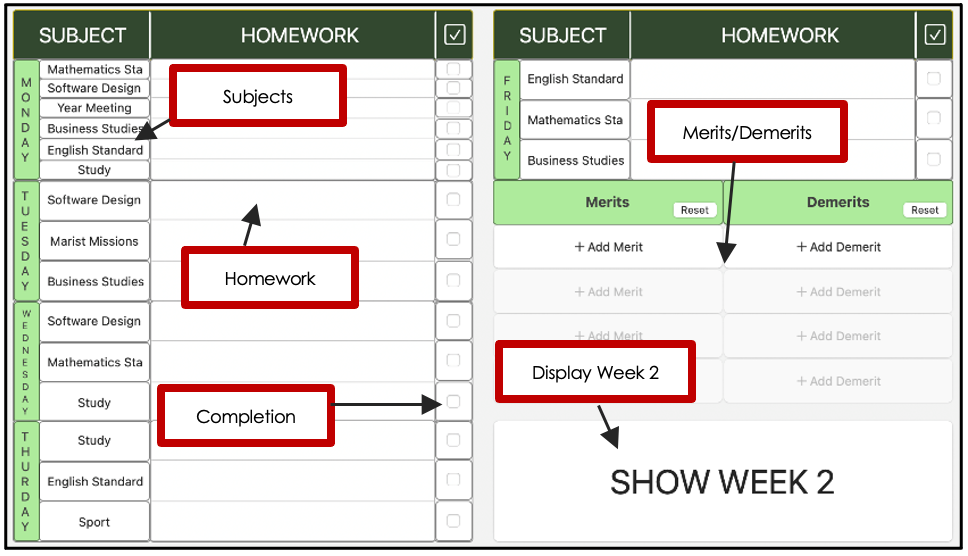 SUBJECT HOMEWORK
MONDAY
Mathematics Sta
Software Design
Year Meeting
Business Studies
English Standard
Study
TUESDAY
Software Design
Marist Missions
Business Studies
WEDNESDAY
Software Design
Mathematics Sta
Study
THURDAY
Study
English Standard
Sport
Subjects
Homework
Completion
SUBJECT HOMEWORK
FRIDAY
English Standard
Mathematics Sta
Business Studies
Merits/Demerits
Merits Reset Demerits Reset
+ Add Merit + Add Demerit
+ Add Merit + Add Demerit
+ Add Merit + Add Demerit
+ Add Demerit
Display Week 2
SHOW WEEK 2